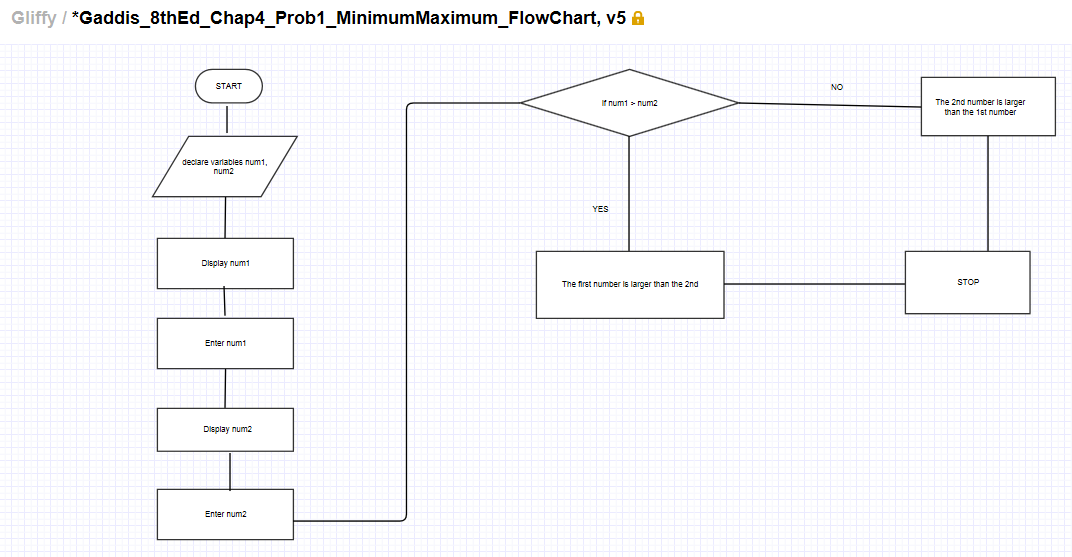 Gliffy / *Gaddis_8thEd_Chap4_Prob1_MinimumMaximum_FlowChart, v5
START
declare variables num1,
num2
Display num1
Enter num1
Display num2
Enter num2
If num1 > num2
NO
The 2nd number is larger
than the 1st number
YES
The first number is larger than the 2nd
STOP